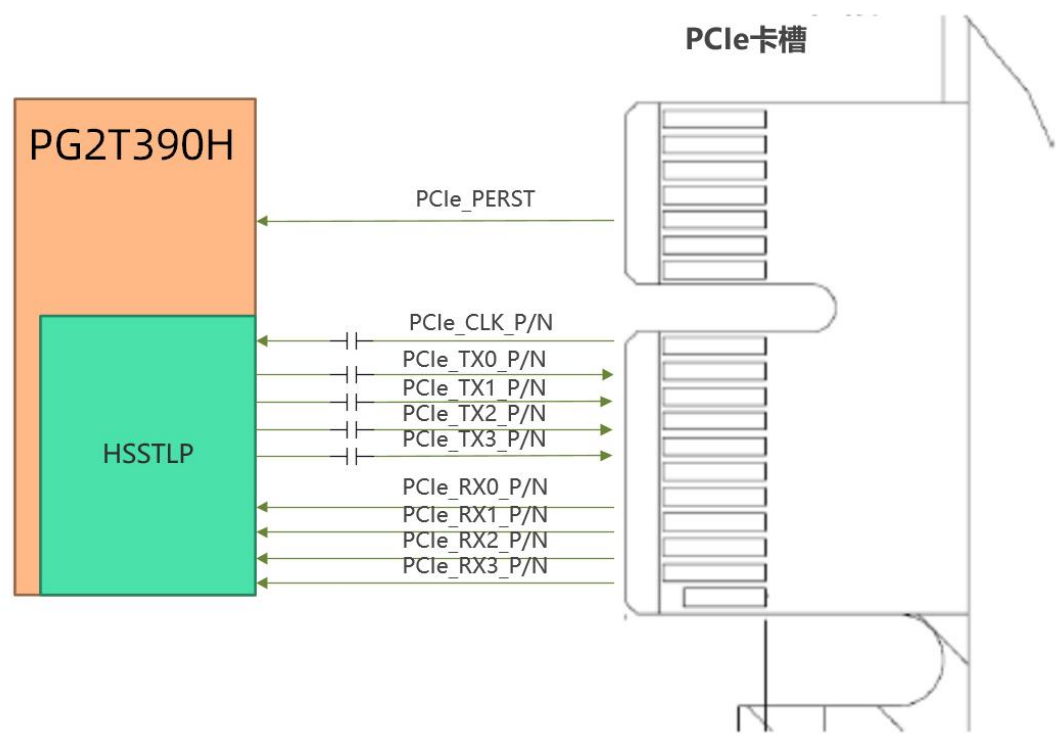 PCIe卡槽
PG2T390H
PCIe_PERST
PCIe_CLK_P/N
PCIe_TX0_P/N
PCIe_TX1_P/N
PCIe_TX2_P/N
PCIe_TX3_P/N
HSSTLP
PCIe_RX0_P/N
PCIe_RX1_P/N
PCIe_RX2_P/N
PCIe_RX3_P/N